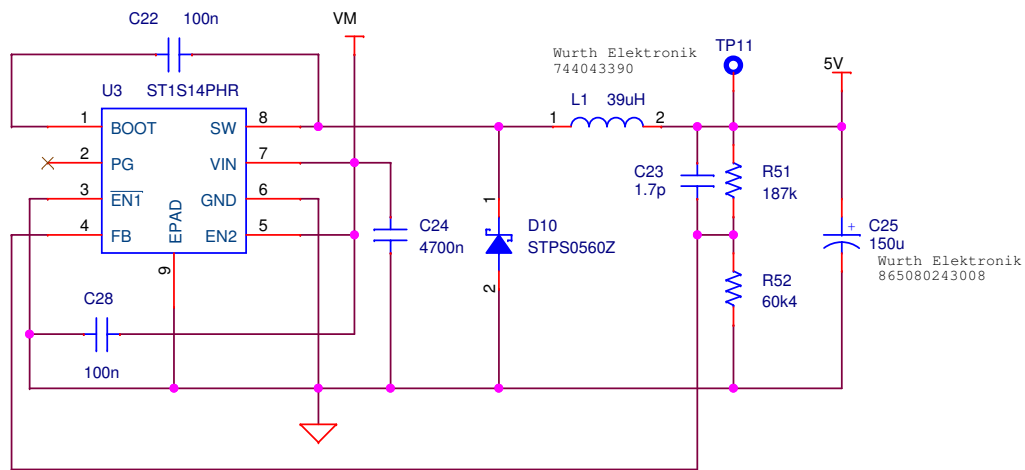 C22 100n
VM
Wurth Elektronik
744043390
TP11
5V
U3 ST1S14PHR
L1 39uH
1 BOOT SW 8
1 2
2 PG VIN 7
3 EN1 GND 6
4 FB EN2 5
EPAD
9
C24
4700n
1
D10
STPS0560Z
2
C23
1.7p
R51
187k
+
C25
150u
Wurth Elektronik
865080243008
R52
60k4
C28
100n